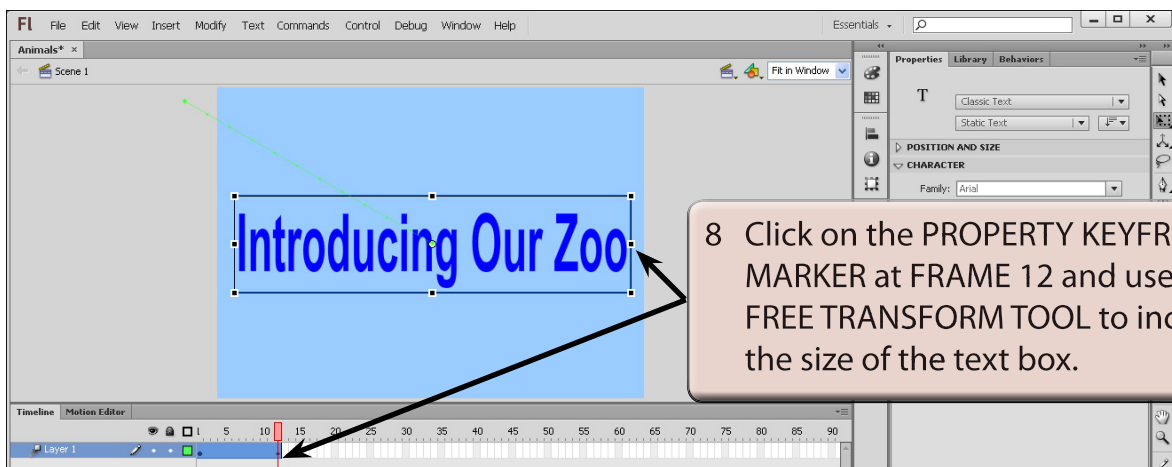 Fl File Edit View Insert Modify Text Commands Control Debug Window Help Essentials
Animals* ×
Scene 1 Fit in Window
Properties Library Behaviors
T Classic Text
Static Text
POSITION AND SIZE
CHARACTER
Family: Arial
Introducing Our Zoo
8 Click on the PROPERTY KEYFR
MARKER at FRAME 12 and use
FREE TRANSFORM TOOL to inc
the size of the text box.
Timeline Motion Editor
1 5 10 15 20 25 30 35 40 45 50 55 60 65 70 75 80 85 90
Layer 1